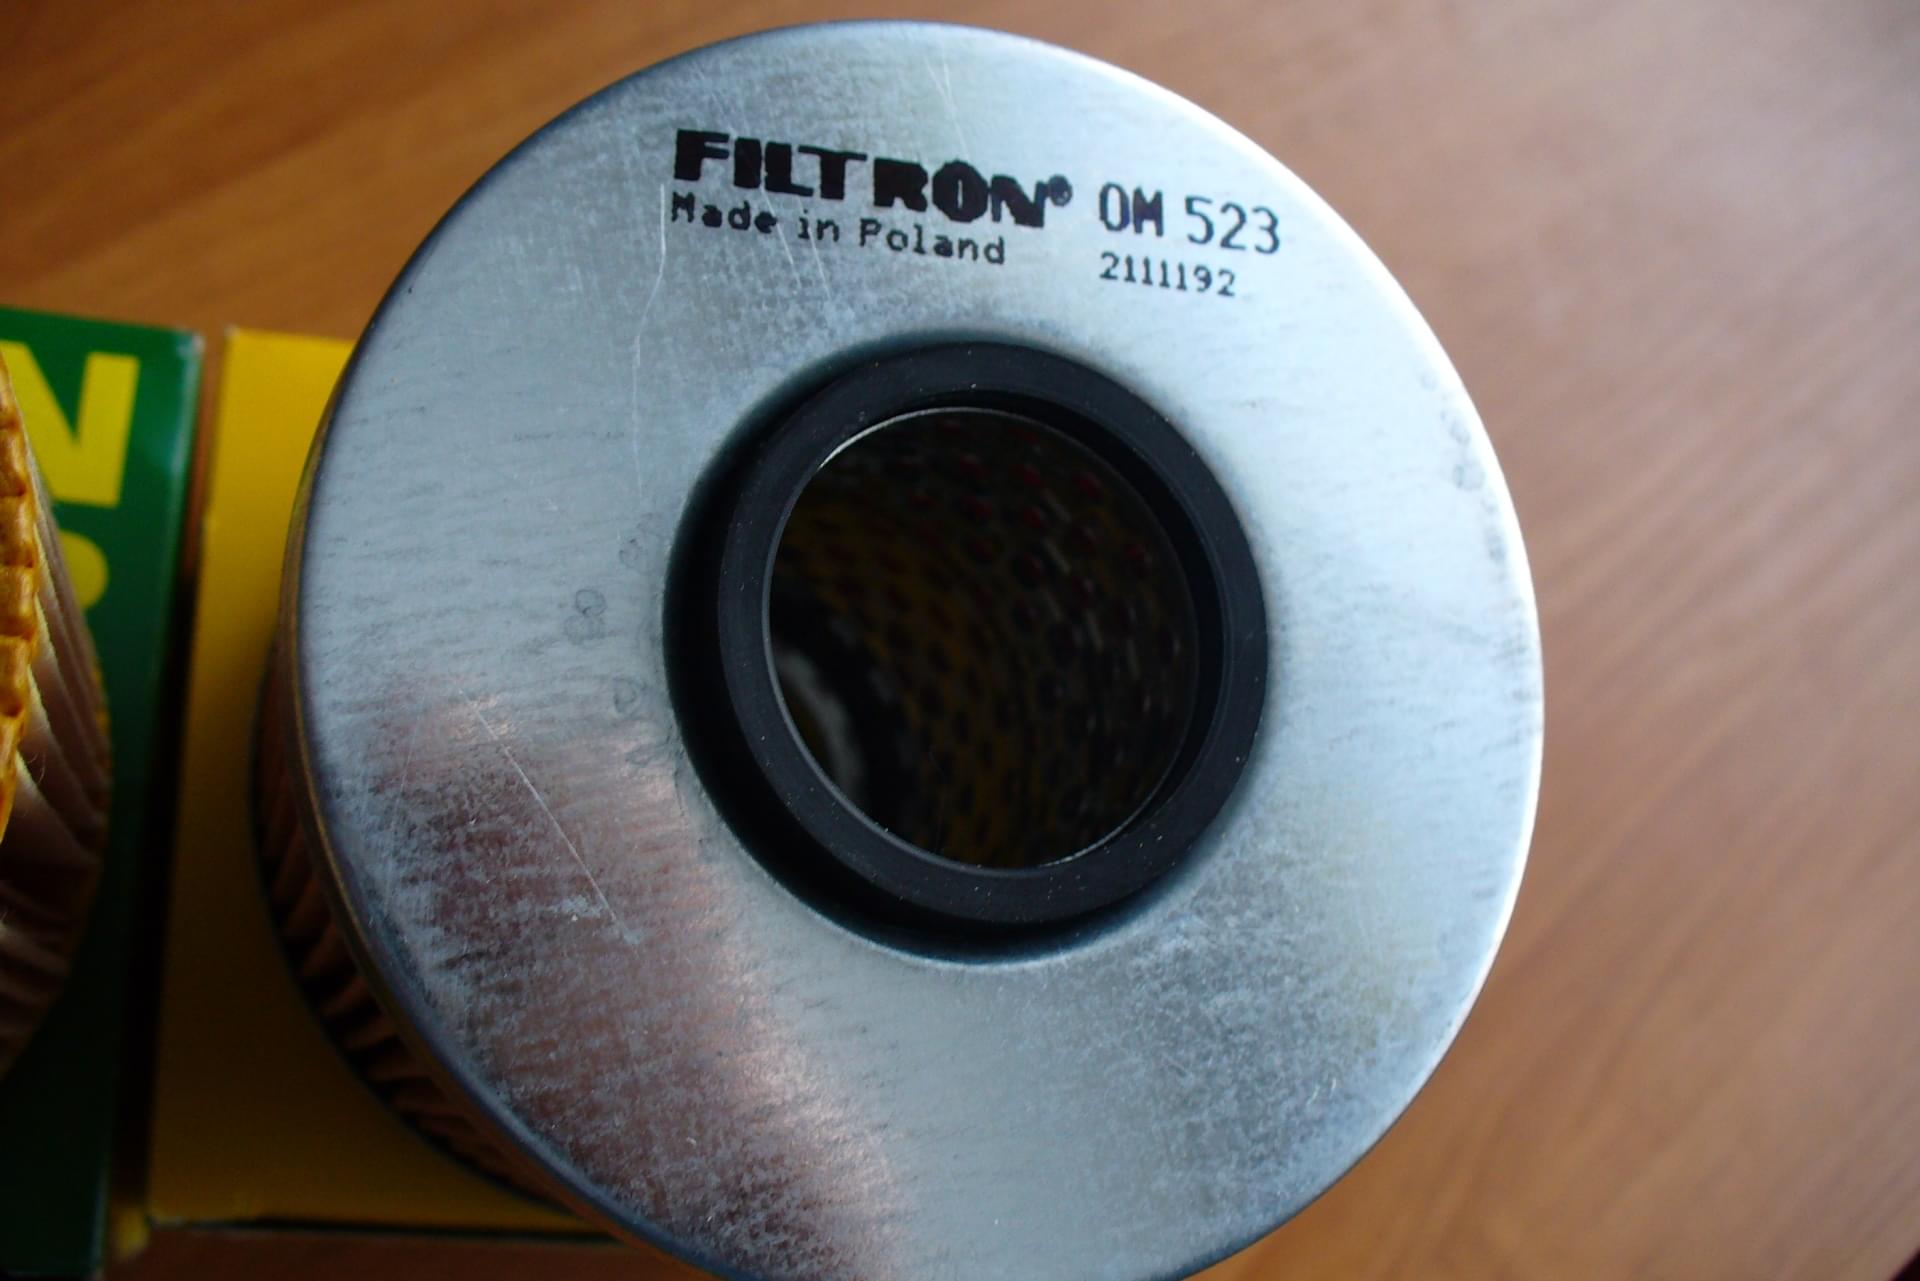 FILTRON® OM 523
Made in Poland 2111192
N